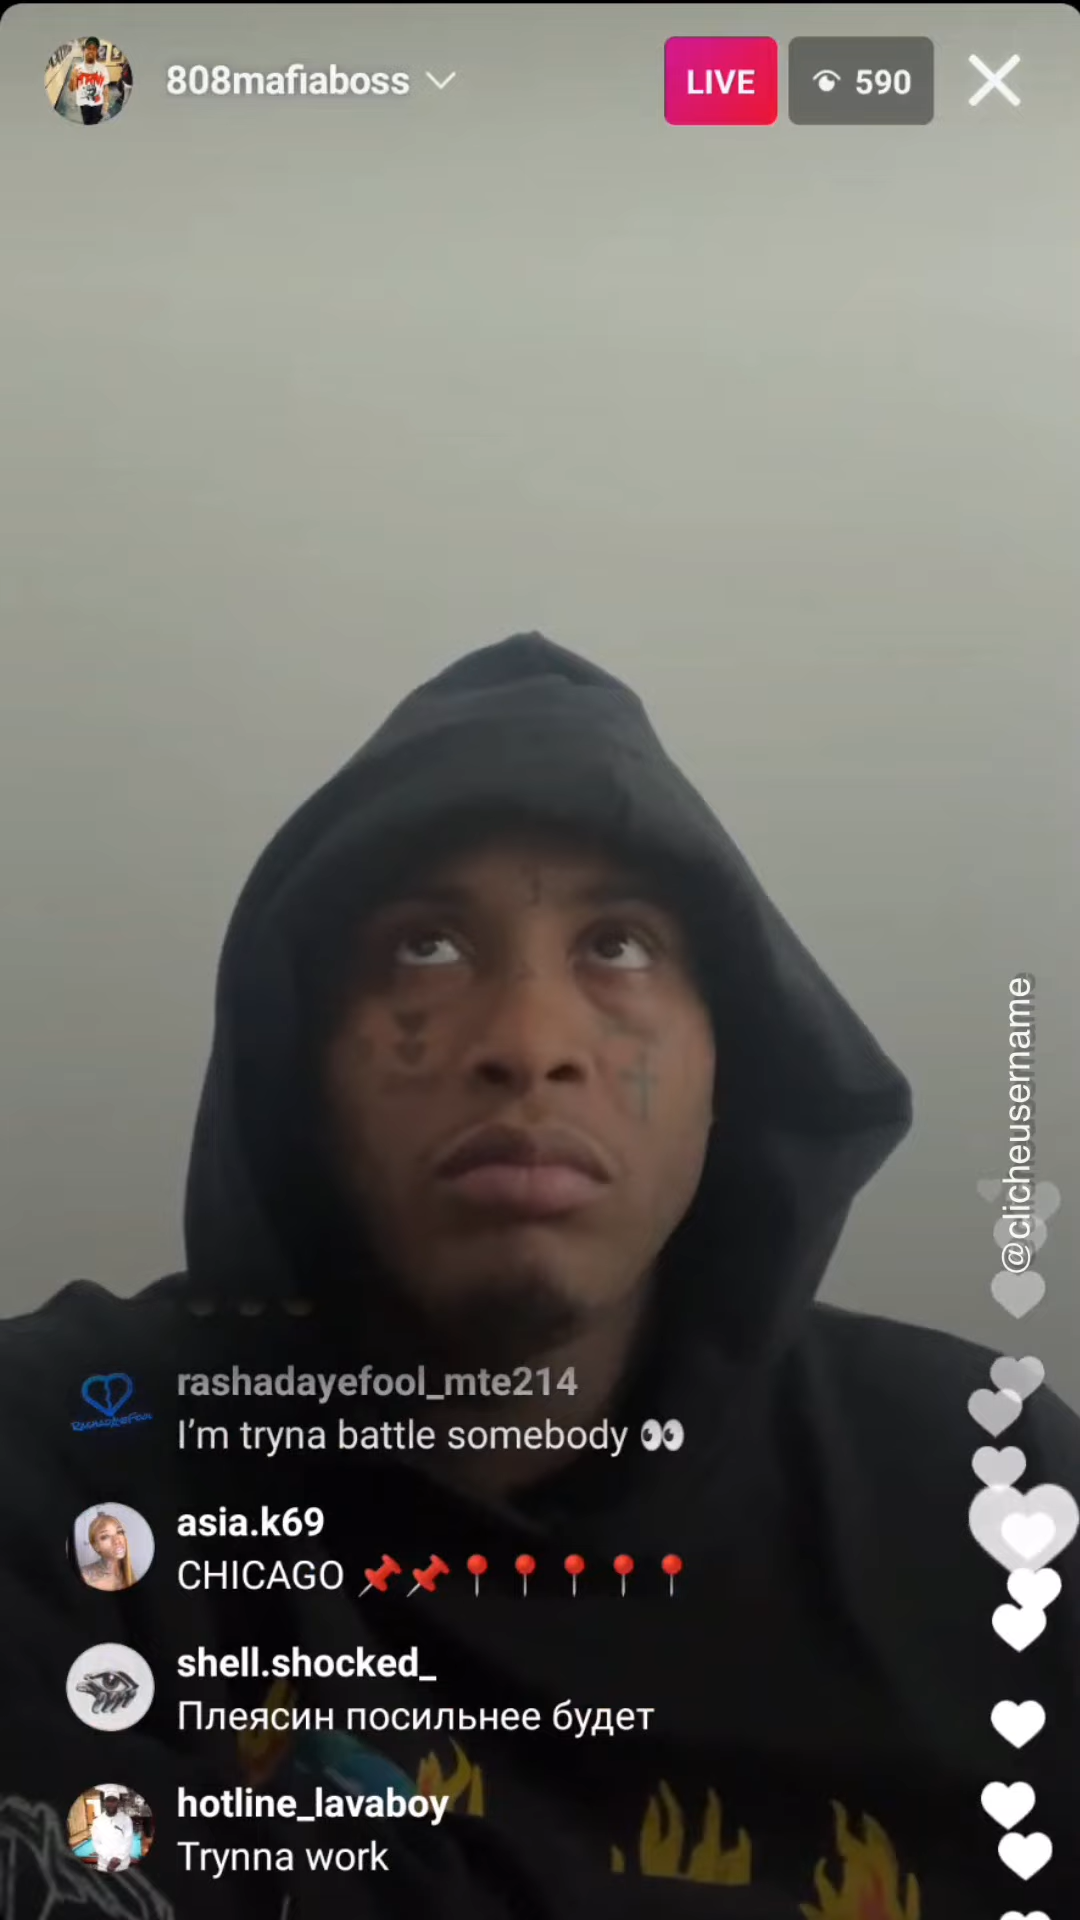 808mafiaboss
LIVE
590
@clicheusername
rashadayefool_mte214
I’m tryna battle somebody 👀
asia.k69
CHICAGO 📌📌📍📍📍📍📍
shell.shocked_
Плеясин посильнее будет
hotline_lavaboy
Trynna work